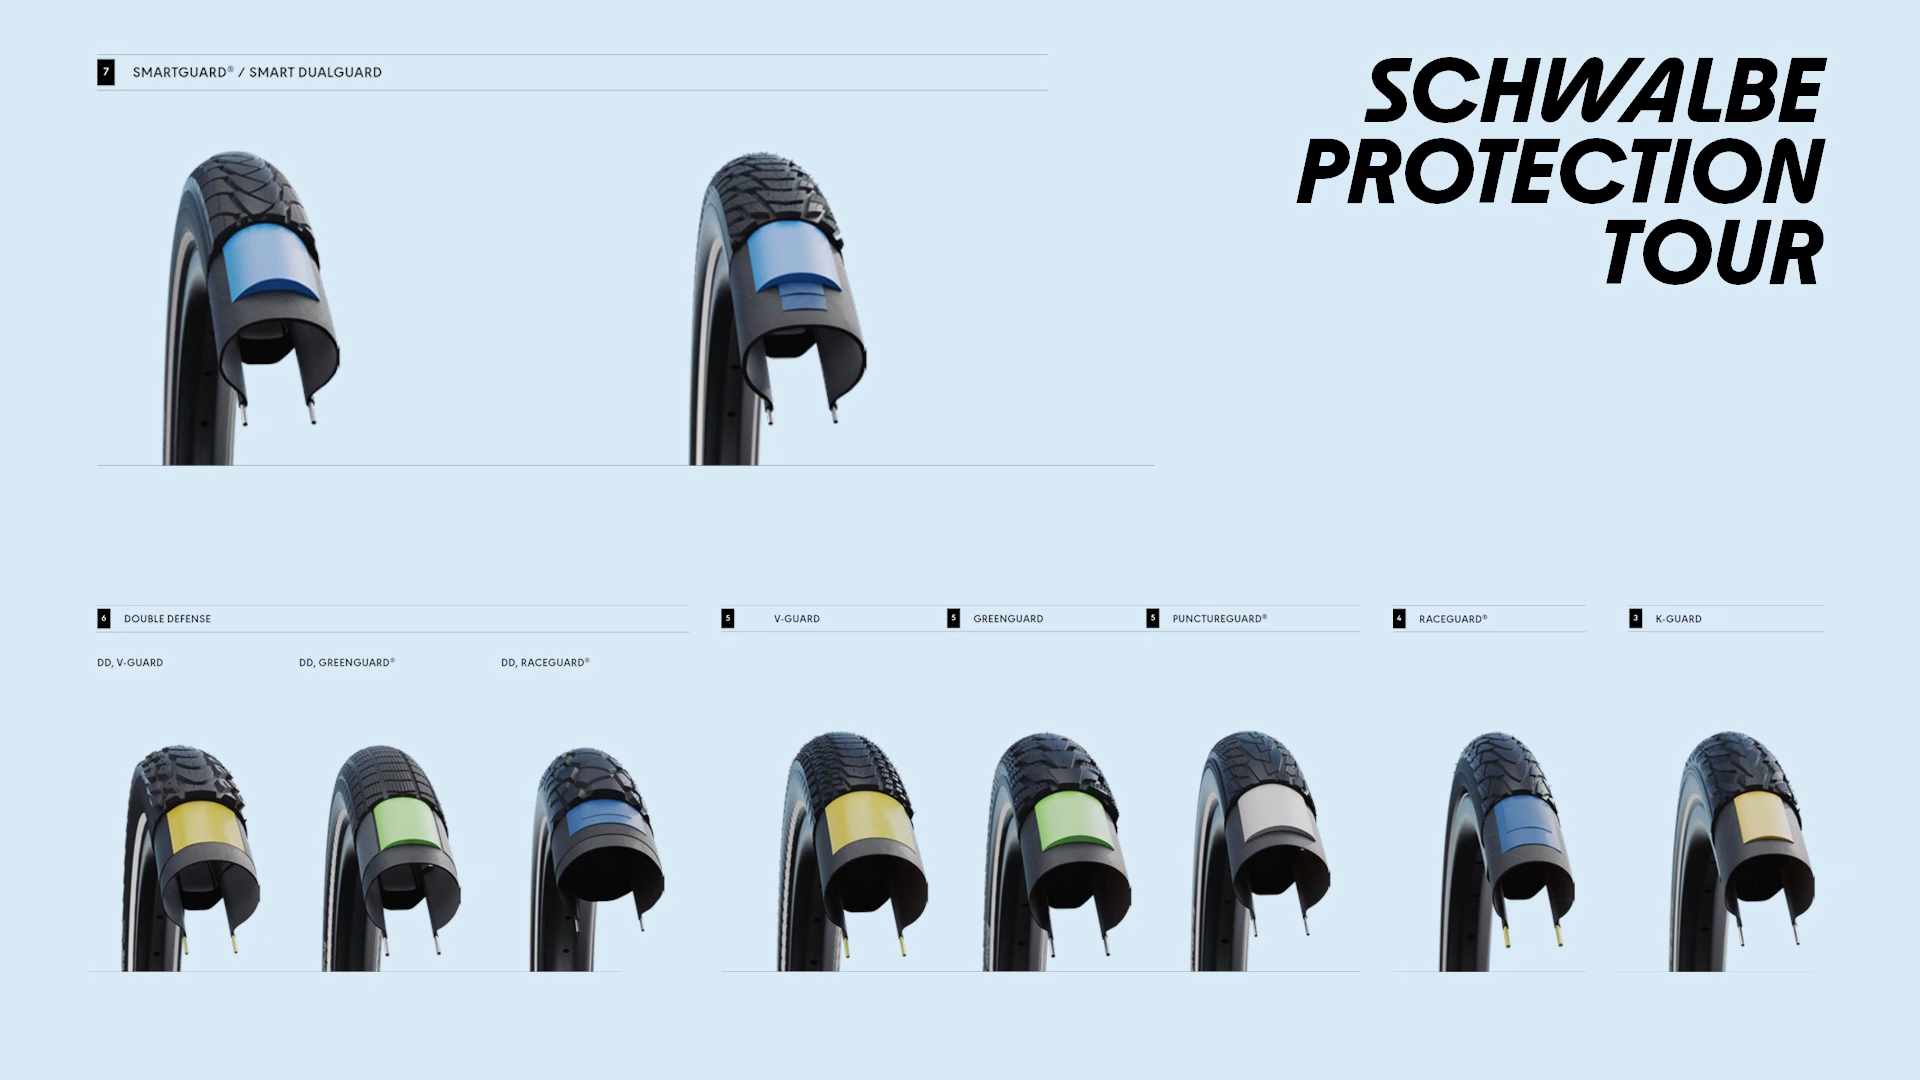 7 SMARTGUARD® / SMART DUALGUARD
SCHWALBE
PROTECTION
TOUR
6 DOUBLE DEFENSE
5 V-GUARD
5 GREENGUARD
5 PUNCTUREGUARD®
4 RACEGUARD®
3 K-GUARD
DD, V-GUARD
DD, GREENGUARD®
DD, RACEGUARD®